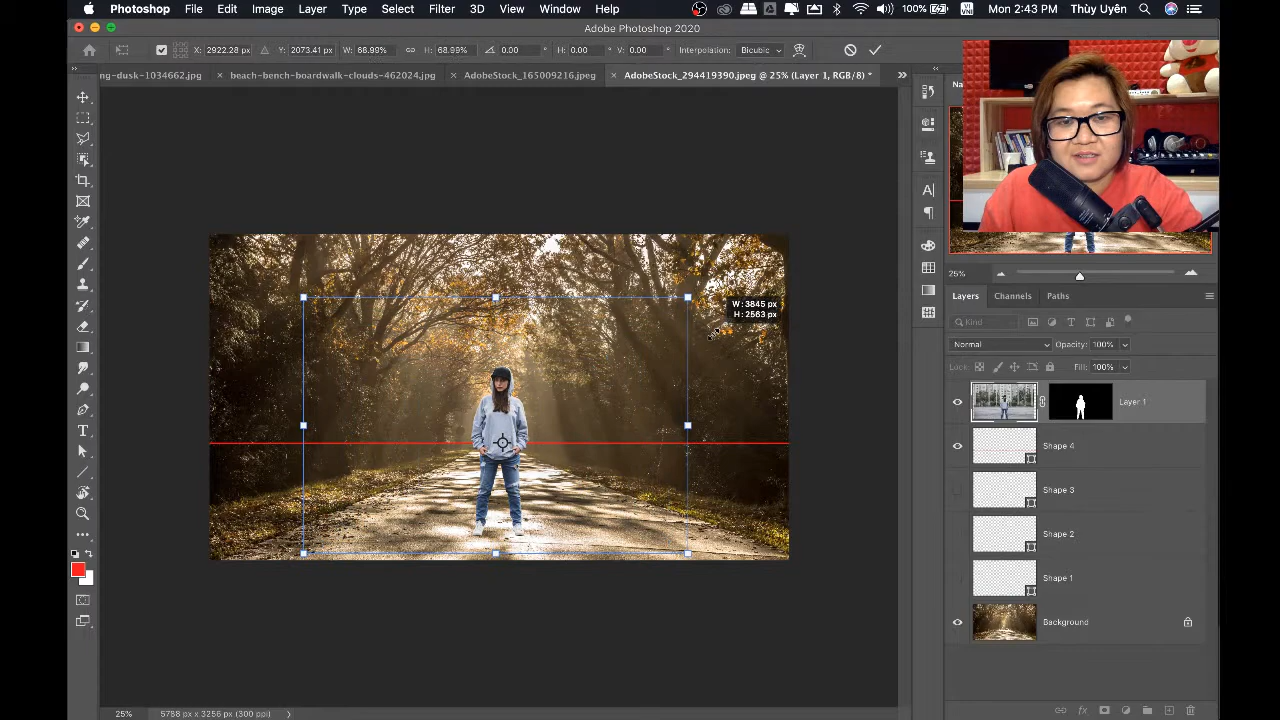 Photoshop File Edit Image Layer Type Select Filter 3D View Window Help 100% VI VNI Mon 2:43 PM Thùy Uyên
Adobe Photoshop 2020
X: 2922.28 px Y: 2073.41 px W: H: 68.99% 0.00 ° H: 0.00 ° V: 0.00 ° Interpolation: Bicubic
ng-dusk-1034662.jpg × beach-bench-boardwalk-clouds-462024.jpg × AdobeStock_165009216.jpeg × AdobeStock_294419390.jpeg @ 25% (Layer 1, RGB/8) *
Na
W: 3845 px
H: 2563 px
25%
Layers Channels Paths
Kind
Normal Opacity: 100%
Lock: Fill: 100%
Layer 1
Shape 4
Shape 3
Shape 2
Shape 1
Background
25% 5788 px x 3256 px (300 ppi)